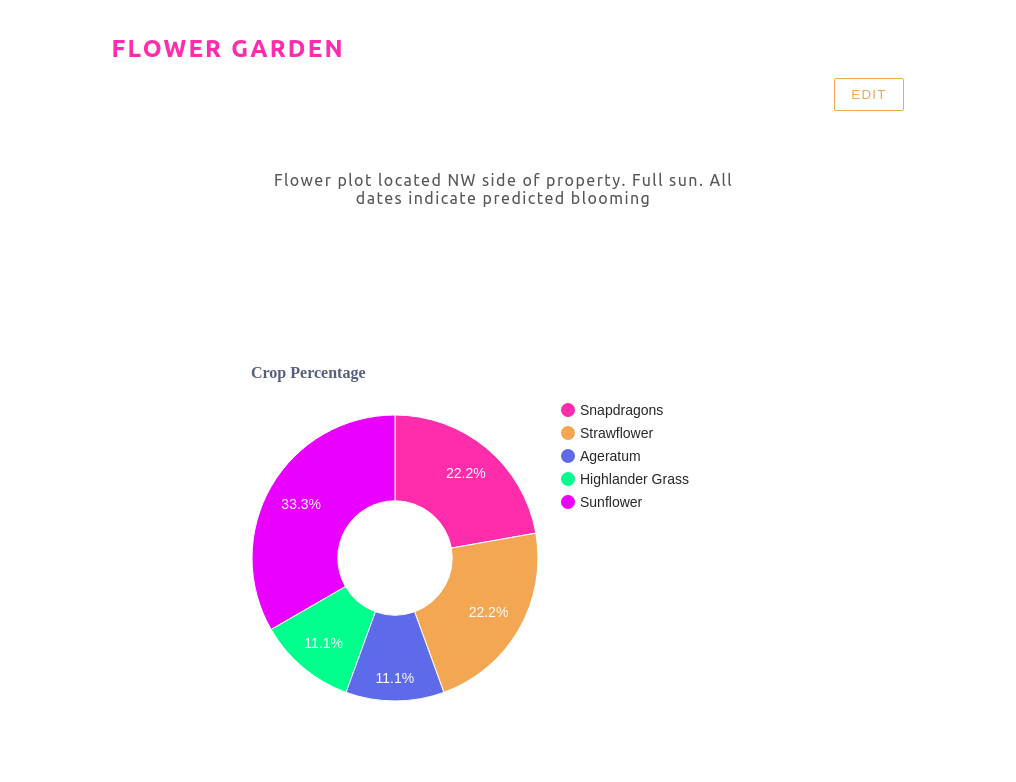 FLOWER GARDEN
EDIT
Flower plot located NW side of property. Full sun. All
dates indicate predicted blooming
Crop Percentage
Snapdragons
Strawflower
Ageratum
Highlander Grass
Sunflower
22.2%
33.3%
22.2%
11.1%
11.1%